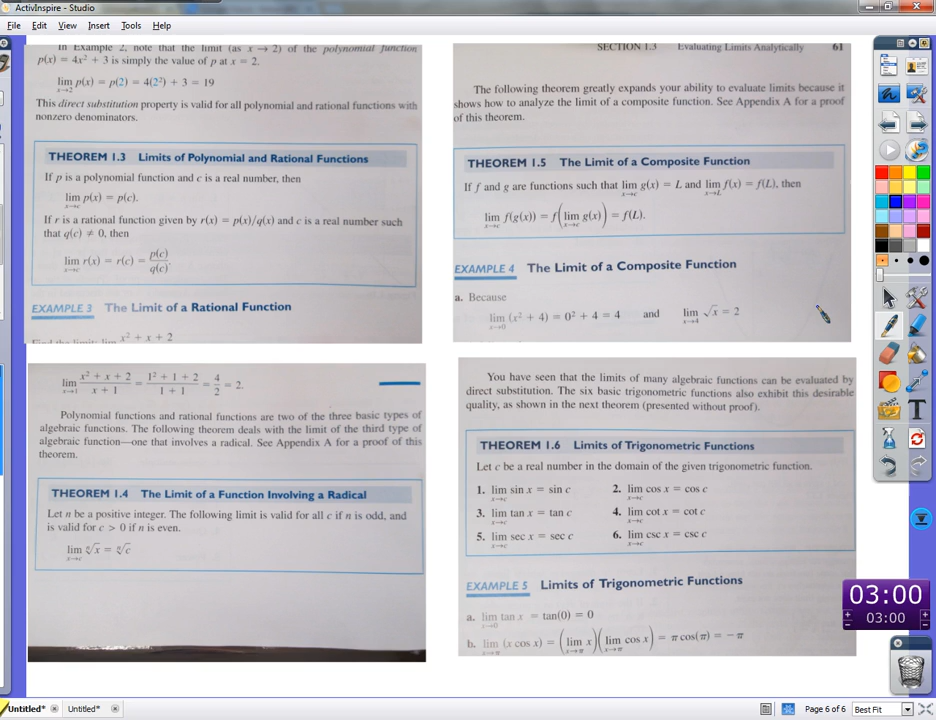 ActivInspire - Studio
File Edit View Insert Tools Help
In Example 2, note that the limit (as x → 2) of the polynomial function
p(x) = 4x² + 3 is simply the value of p at x = 2.
lim p(x) = p(2) = 4(2²) + 3 = 19
x→2
This direct substitution property is valid for all polynomial and rational functions with
nonzero denominators.
THEOREM 1.3 Limits of Polynomial and Rational Functions
If p is a polynomial function and c is a real number, then
lim p(x) = p(c).
x→c
If r is a rational function given by r(x) = p(x)/q(x) and c is a real number such
that q(c) ≠ 0, then
lim r(x) = r(c) = p(c)/q(c).
x→c
EXAMPLE 3 The Limit of a Rational Function
Find the limit: lim x² + x + 2
lim x² + x + 2 / x + 1 = 1² + 1 + 2 / 1 + 1 = 4/2 = 2.
x→1
Polynomial functions and rational functions are two of the three basic types of
algebraic functions. The following theorem deals with the limit of the third type of
algebraic function—one that involves a radical. See Appendix A for a proof of this
theorem.
THEOREM 1.4 The Limit of a Function Involving a Radical
Let n be a positive integer. The following limit is valid for all c if n is odd, and
is valid for c > 0 if n is even.
lim ⁿ√x = ⁿ√c
x→c
SECTION 1.3 Evaluating Limits Analytically 61
The following theorem greatly expands your ability to evaluate limits because it
shows how to analyze the limit of a composite function. See Appendix A for a proof
of this theorem.
THEOREM 1.5 The Limit of a Composite Function
If f and g are functions such that lim g(x) = L and lim f(x) = f(L), then
x→c x→L
lim f(g(x)) = f(lim g(x)) = f(L).
x→c x→c
EXAMPLE 4 The Limit of a Composite Function
a. Because
lim (x² + 4) = 0² + 4 = 4 and lim √x = 2
x→0 x→4
You have seen that the limits of many algebraic functions can be evaluated by
direct substitution. The six basic trigonometric functions also exhibit this desirable
quality, as shown in the next theorem (presented without proof).
THEOREM 1.6 Limits of Trigonometric Functions
Let c be a real number in the domain of the given trigonometric function.
1. lim sin x = sin c 2. lim cos x = cos c
x→c x→c
3. lim tan x = tan c 4. lim cot x = cot c
x→c x→c
5. lim sec x = sec c 6. lim csc x = csc c
x→c x→c
EXAMPLE 5 Limits of Trigonometric Functions
a. lim tan x = tan(0) = 0
x→0
b. lim (x cos x) = (lim x)(lim cos x) = π cos(π) = −π
x→π x→π x→π
03:00
03:00
Untitled* Untitled* Page 6 of 6 Best Fit